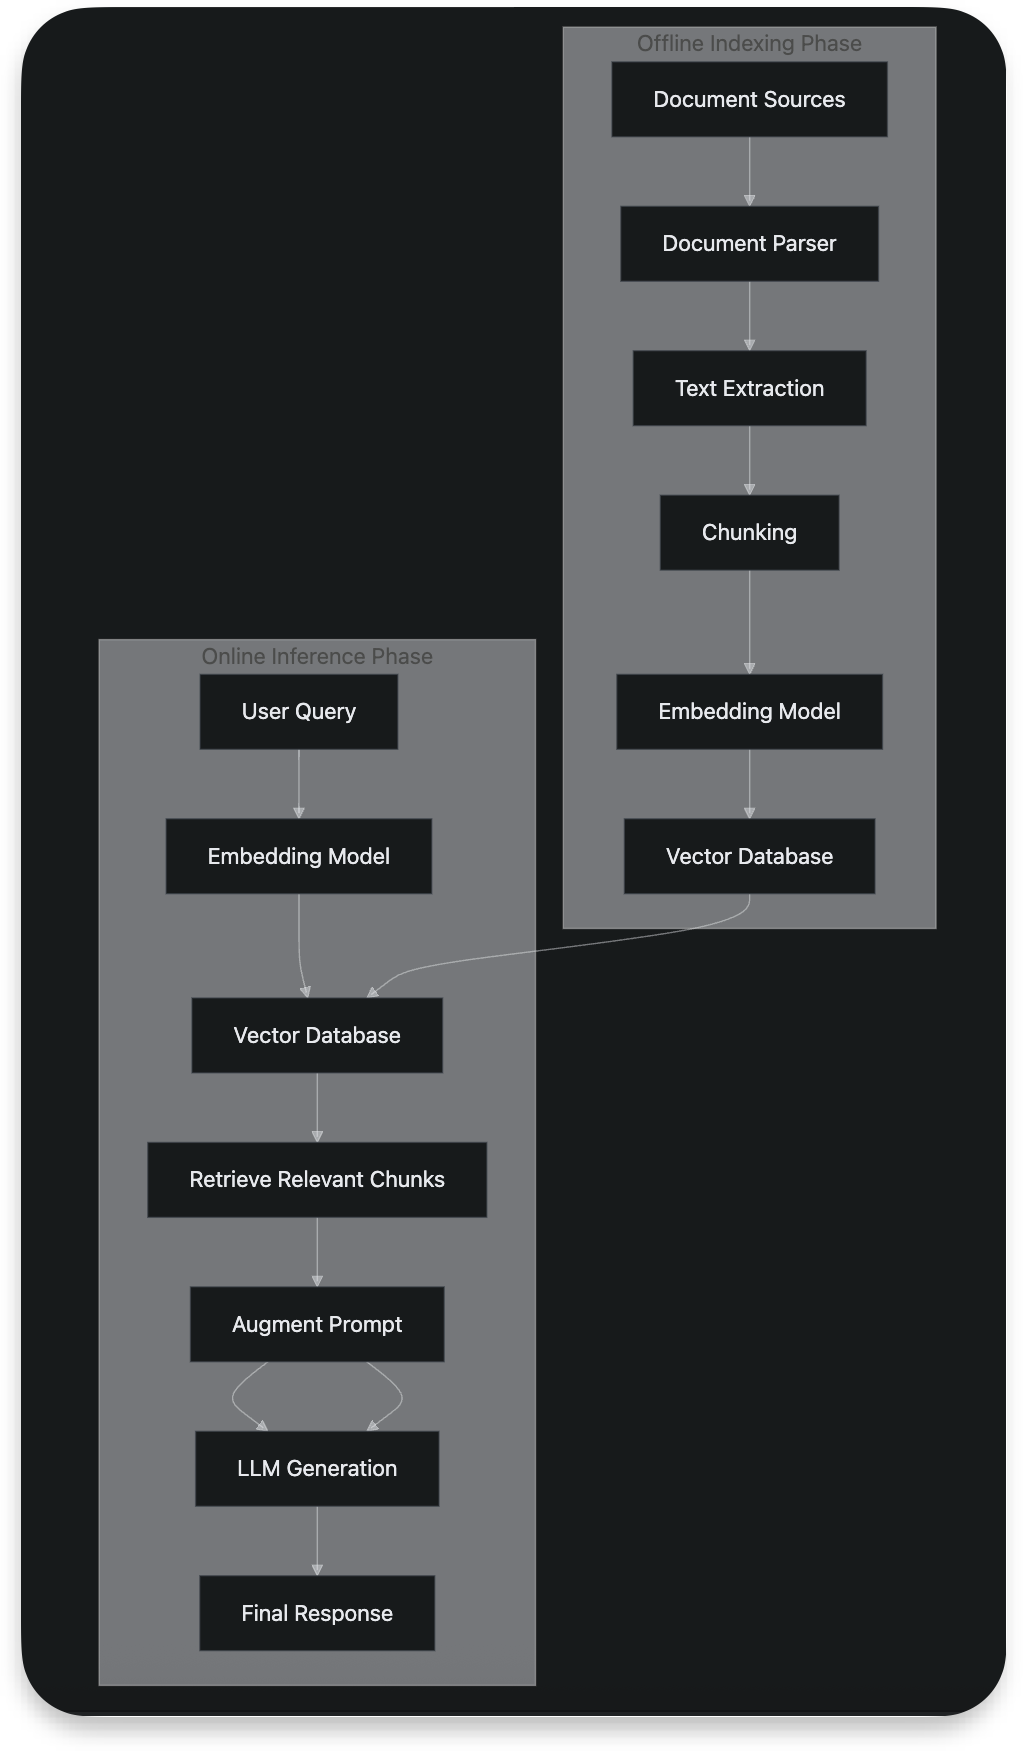 Offline Indexing Phase
Document Sources
Document Parser
Text Extraction
Chunking
Embedding Model
Vector Database
Online Inference Phase
User Query
Embedding Model
Vector Database
Retrieve Relevant Chunks
Augment Prompt
LLM Generation
Final Response